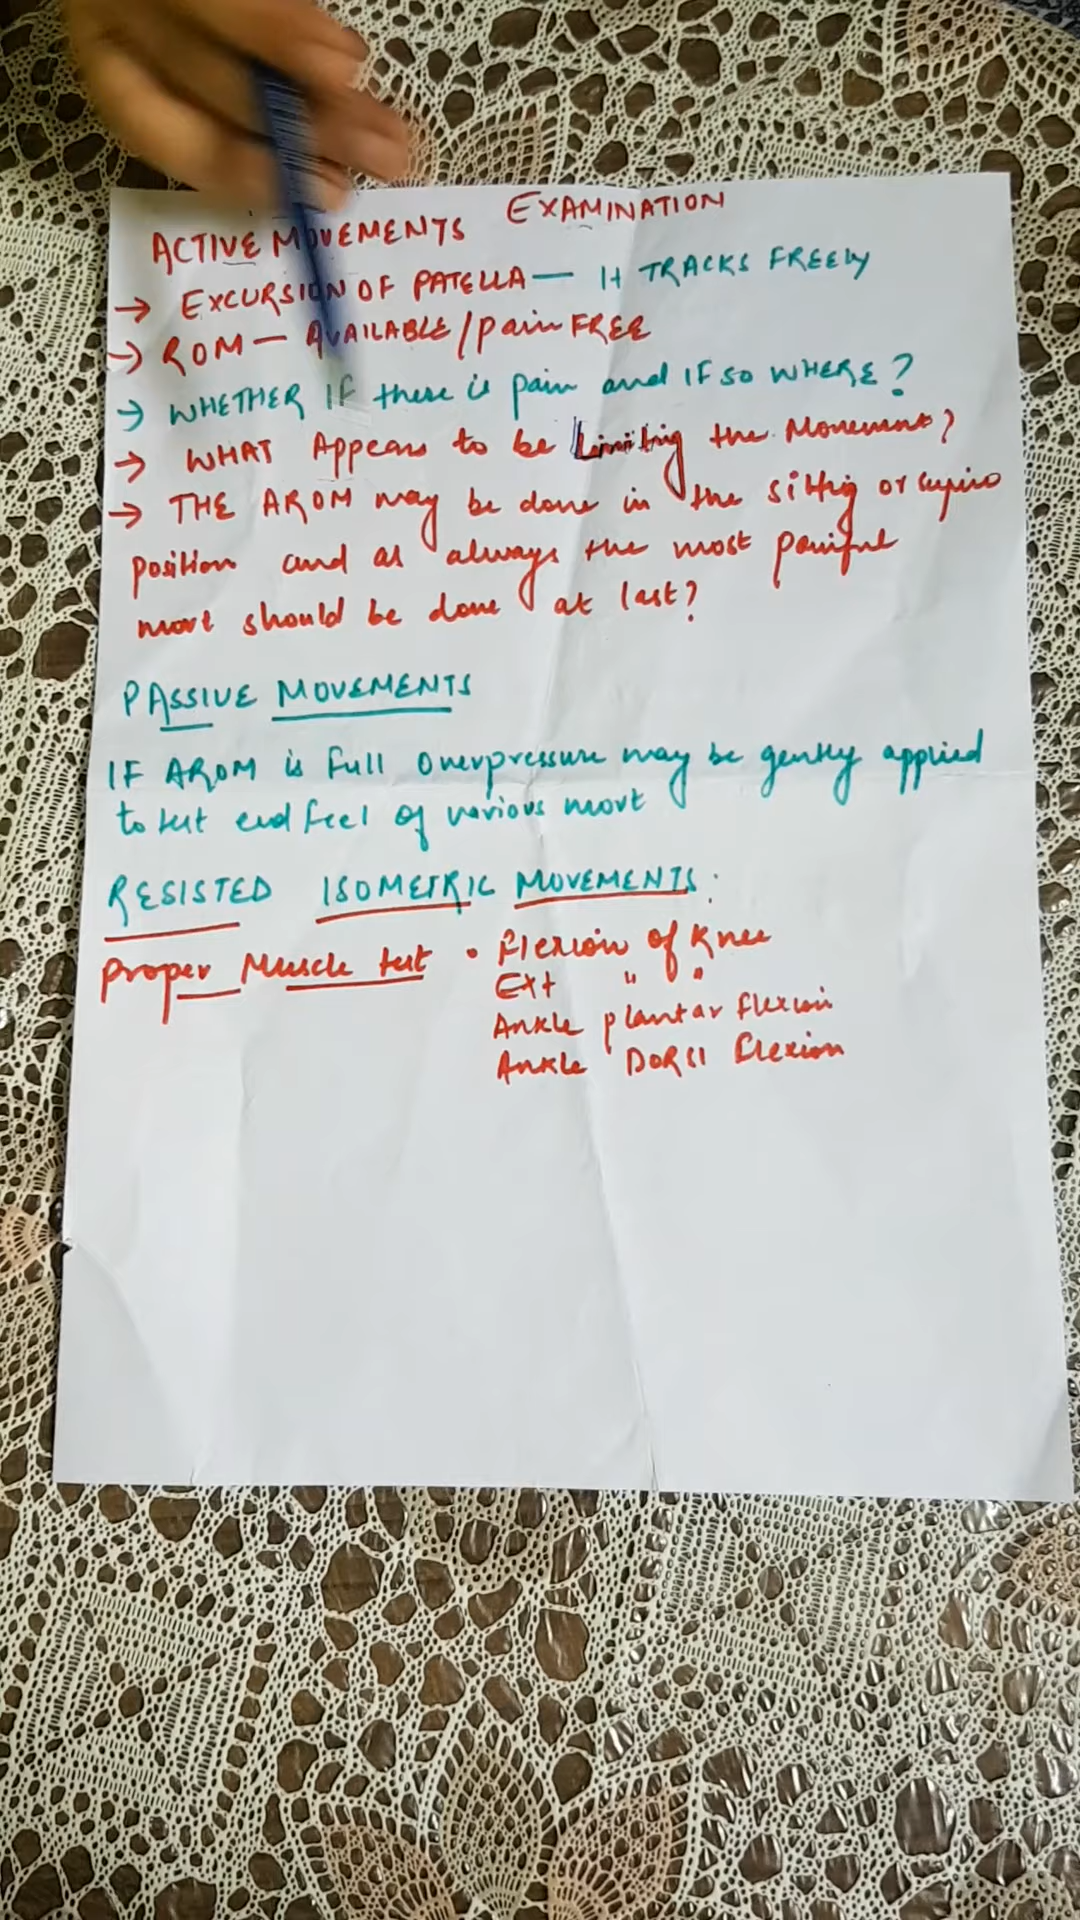 EXAMINATION
ACTIVE MOVEMENTS
→ EXCURSION OF PATELLA — It TRACKS FREELY
→ ROM — AVAILABLE/pain FREE
→ WHETHER IF there is pain and IF SO WHERE?
→ WHAT Appears to be limiting the Movement?
→ THE AROM may be done in the sitting or supine
position and as always the most painful
movt should be done at last?
PASSIVE MOVEMENTS
IF AROM is full overpressure may be gently applied
to test end feel of various movt
RESISTED ISOMETRIC MOVEMENTS:
Proper Muscle test • Flexion of Knee
Ext " "
Ankle plantar flexion
Ankle DORSI flexion